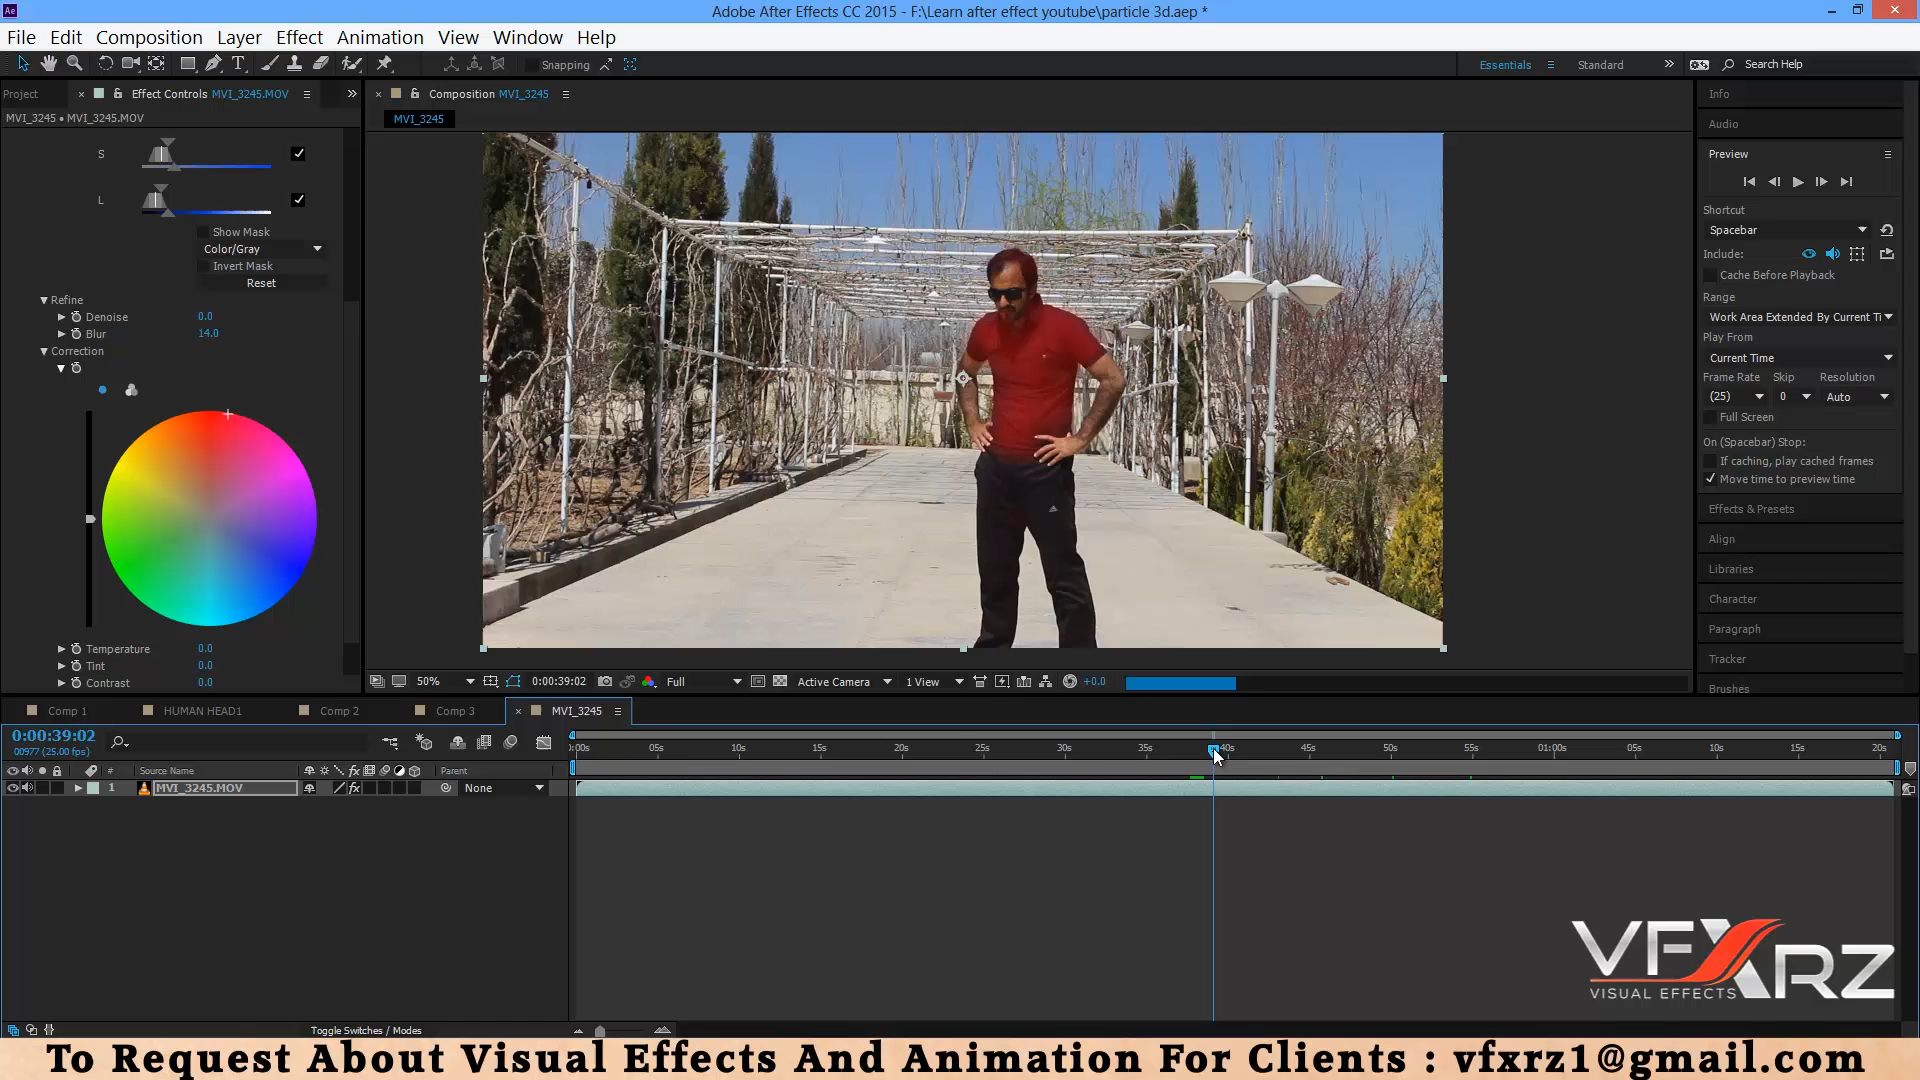 Ae
Adobe After Effects CC 2015 - F:\Learn after effect youtube\particle 3d.aep *
File Edit Composition Layer Effect Animation View Window Help
Snapping
Essentials
Standard
Search Help
Project
Effect Controls MVI_3245.MOV
Composition MVI_3245
MVI_3245 • MVI_3245.MOV
MVI_3245
S
L
Show Mask
Color/Gray
Invert Mask
Reset
Refine
Denoise 0.0
Blur 14.0
Correction
Temperature 0.0
Tint 0.0
Contrast 0.0
50%
0:00:39:02
Full
Active Camera
1 View
+0.0
Info
Audio
Preview
Shortcut
Spacebar
Include:
Cache Before Playback
Range
Work Area Extended By Current Ti
Play From
Current Time
Frame Rate Skip Resolution
(25) 0 Auto
Full Screen
On (Spacebar) Stop:
If caching, play cached frames
Move time to preview time
Effects & Presets
Align
Libraries
Character
Paragraph
Tracker
Brushes
Comp 1
HUMAN HEAD1
Comp 2
Comp 3
MVI_3245
0:00:39:02
00977 (25.00 fps)
:00s 05s 10s 15s 20s 25s 30s 35s 40s 45s 50s 55s 01:00s 05s 10s 15s 20s
# Source Name fx Parent
1 MVI_3245.MOV fx None
Toggle Switches / Modes
VFXRZ
VISUAL EFFECTS
To Request About Visual Effects And Animation For Clients : vfxrz1@gmail.com